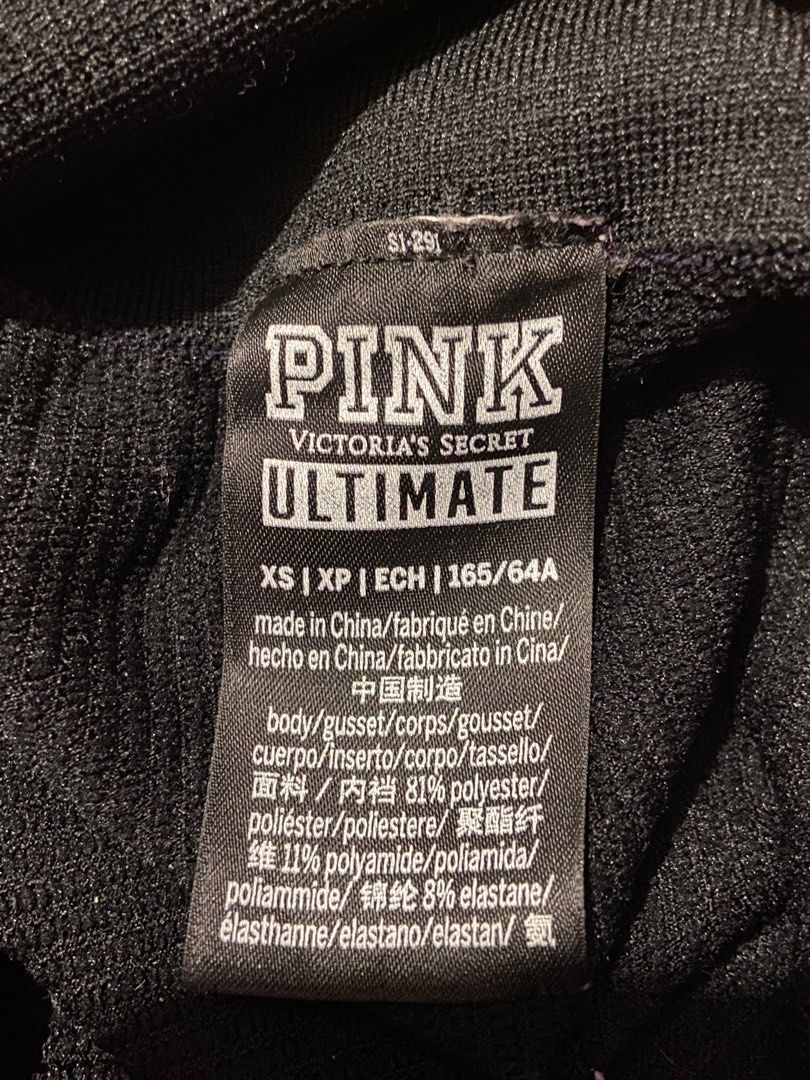 S1-291
PINK
VICTORIA'S SECRET
ULTIMATE
XS | XP | ECH | 165/64A
made in China/fabriqué en Chine/
hecho en China/fabbricato in Cina/
中国制造
body/gusset/corps/gousset/
cuerpo/inserto/corpo/tassello/
面料 / 内裆 81% polyester/
poliéster/poliestere/ 聚酯纤
维 11% polyamide/poliamida/
poliammide/ 锦纶 8% elastane/
élasthanne/elastano/elastan/ 氨